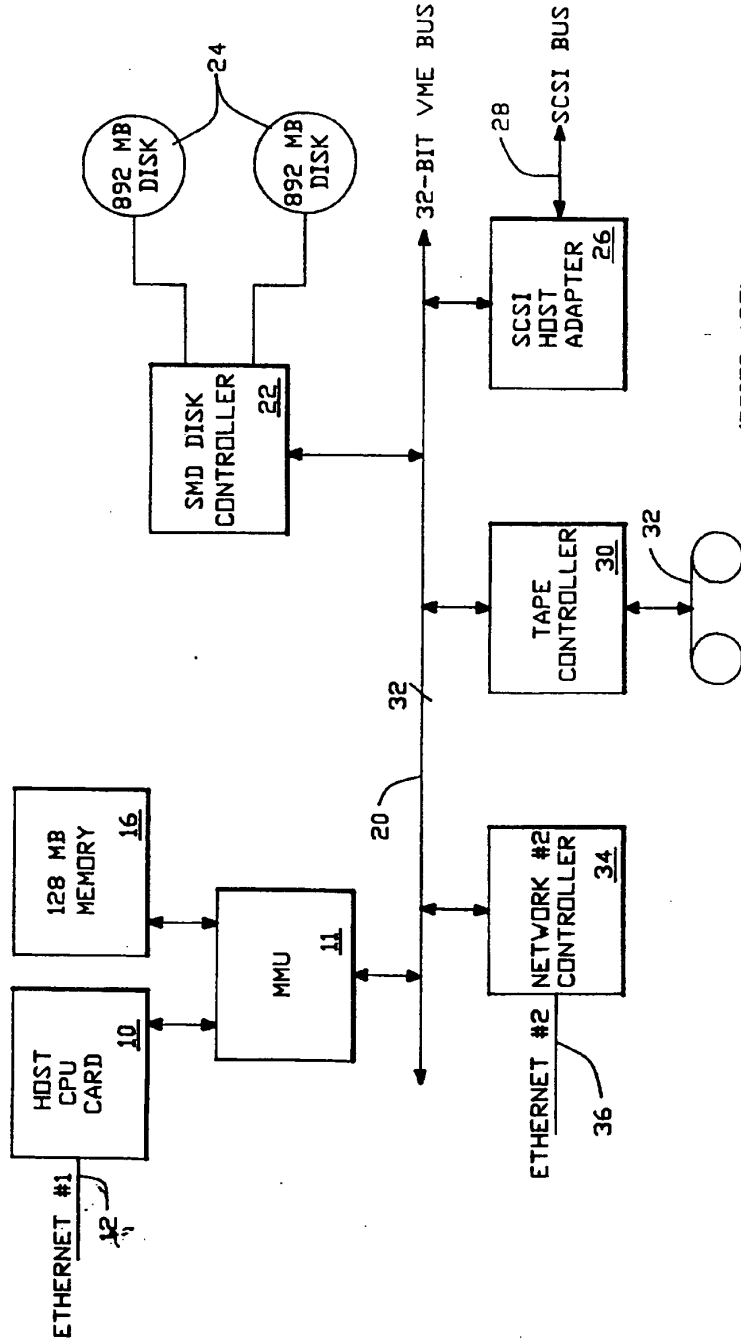 ETHERNET #1
12
HOST
CPU
CARD
10
128 MB
MEMORY
16
MMU
11
SMD DISK
CONTROLLER
22
892 MB
DISK
892 MB
DISK
24
20
32
32-BIT VME BUS
ETHERNET #2
36
NETWORK #2
CONTROLLER
34
TAPE
CONTROLLER
30
32
SCSI
HOST
ADAPTER
26
28
SCSI BUS